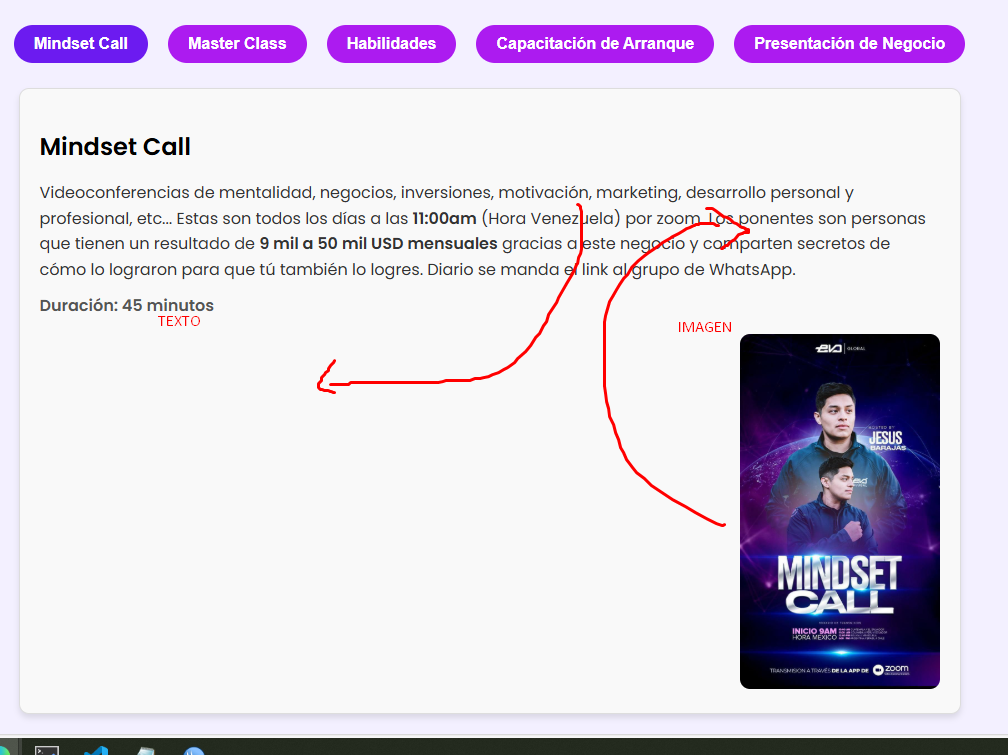 Mindset Call
Master Class
Habilidades
Capacitación de Arranque
Presentación de Negocio
Mindset Call
Videoconferencias de mentalidad, negocios, inversiones, motivación, marketing, desarrollo personal y
profesional, etc... Estas son todos los días a las 11:00am (Hora Venezuela) por zoom. Los ponentes son personas
que tienen un resultado de 9 mil a 50 mil USD mensuales gracias a este negocio y comparten secretos de
cómo lo lograron para que tú también lo logres. Diario se manda el link al grupo de WhatsApp.
Duración: 45 minutos
TEXTO
IMAGEN
GLOBAL
HOSTED BY
JESUS
BARAJAS
MINDSET
CALL
INICIO 9AM
HORA MÉXICO
TRANSMISIÓN A TRAVÉS DE LA APP DE zoom